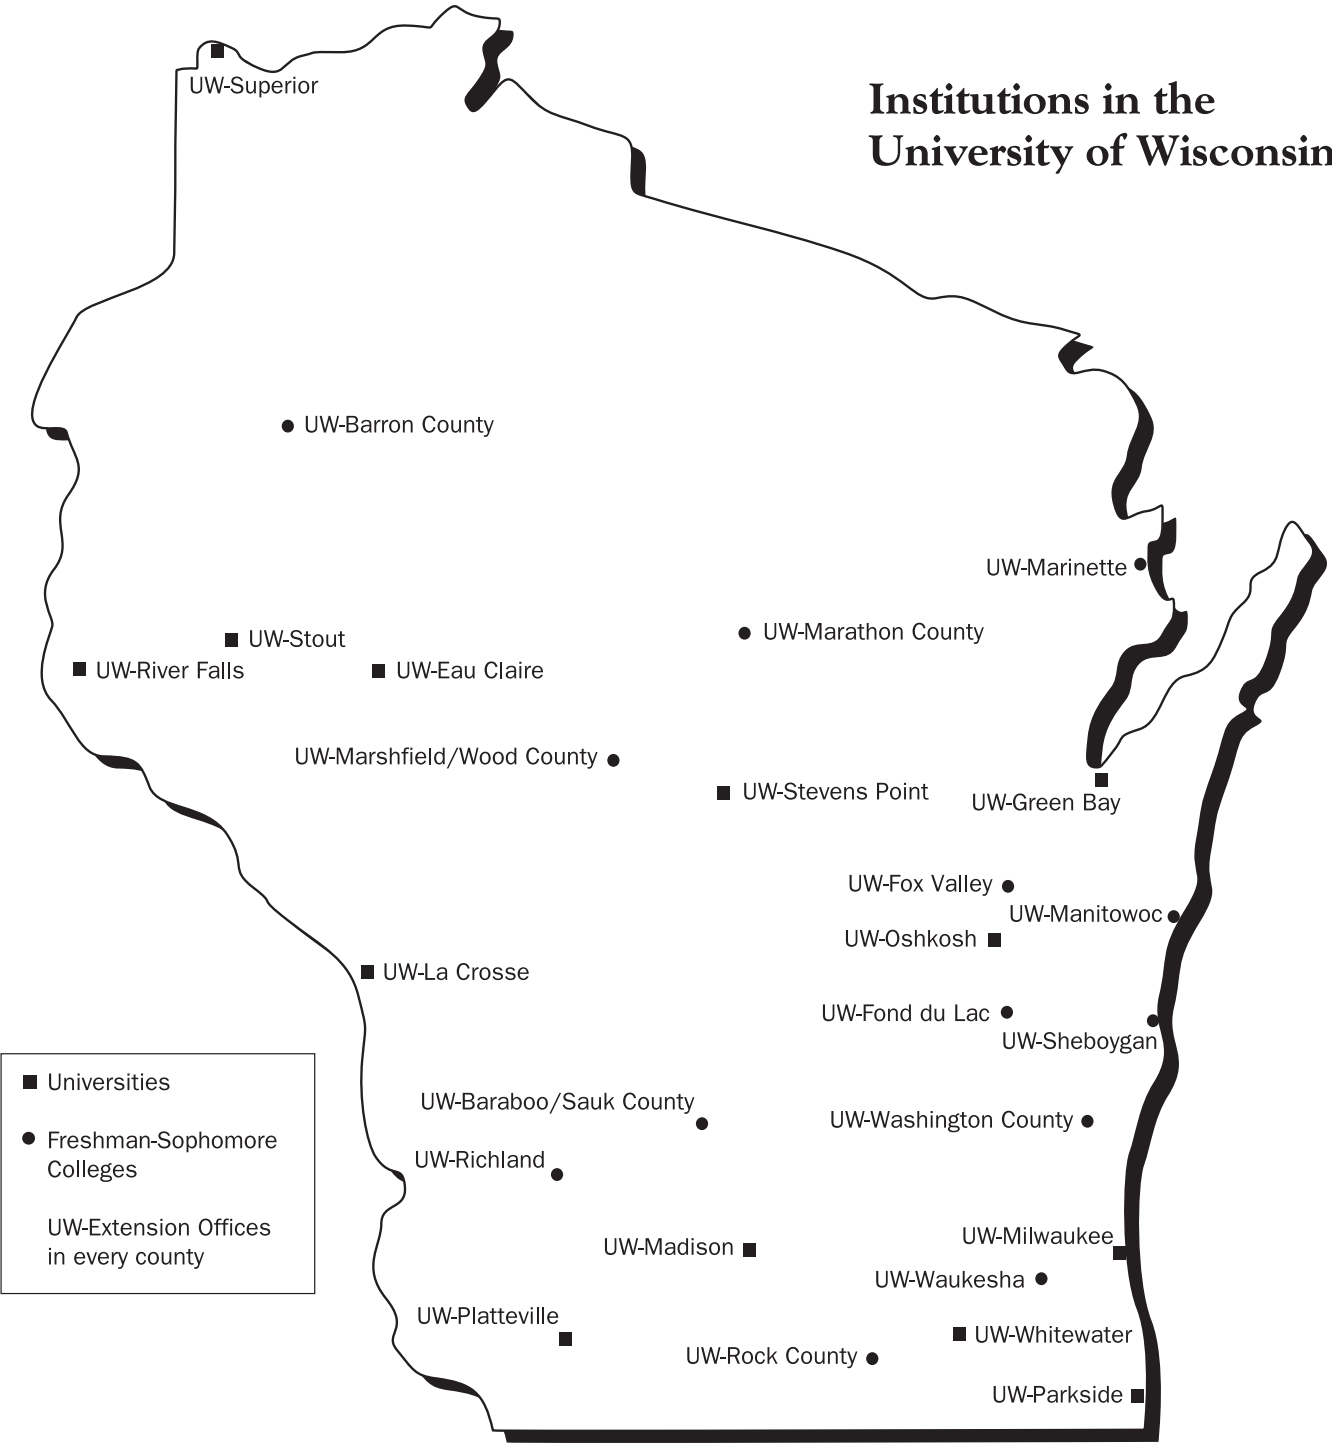 Institutions in the
University of Wisconsin
UW-Superior
UW-Barron County
UW-Marinette
UW-Marathon County
UW-Stout
UW-River Falls
UW-Eau Claire
UW-Marshfield/Wood County
UW-Stevens Point
UW-Green Bay
UW-Fox Valley
UW-Manitowoc
UW-Oshkosh
UW-La Crosse
UW-Fond du Lac
UW-Sheboygan
Universities
Freshman-Sophomore
Colleges
UW-Extension Offices
in every county
UW-Baraboo/Sauk County
UW-Washington County
UW-Richland
UW-Milwaukee
UW-Madison
UW-Waukesha
UW-Platteville
UW-Whitewater
UW-Rock County
UW-Parkside